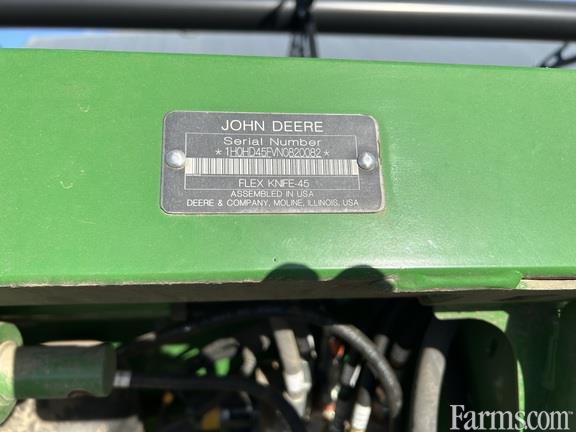 JOHN DEERE
Serial Number
*1H0HD45FVN0820082*
FLEX KNIFE-45
ASSEMBLED IN USA
DEERE & COMPANY, MOLINE, ILLINOIS, USA
Farms.com